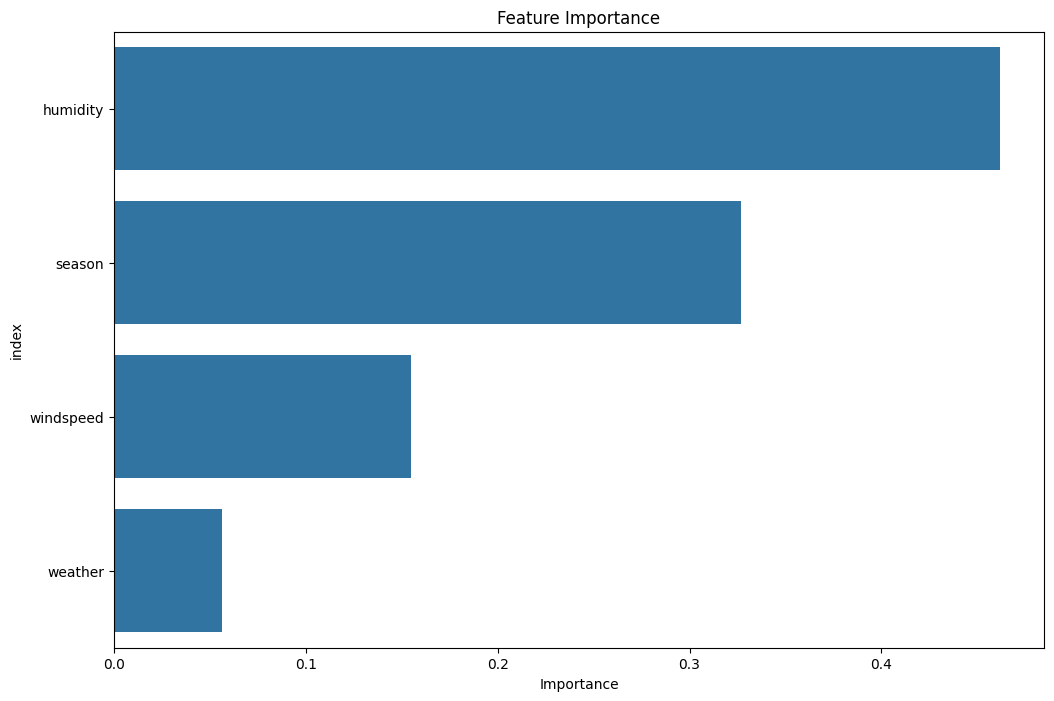 Feature Importance
humidity
season
windspeed
weather
index
0.0 0.1 0.2 0.3 0.4
Importance